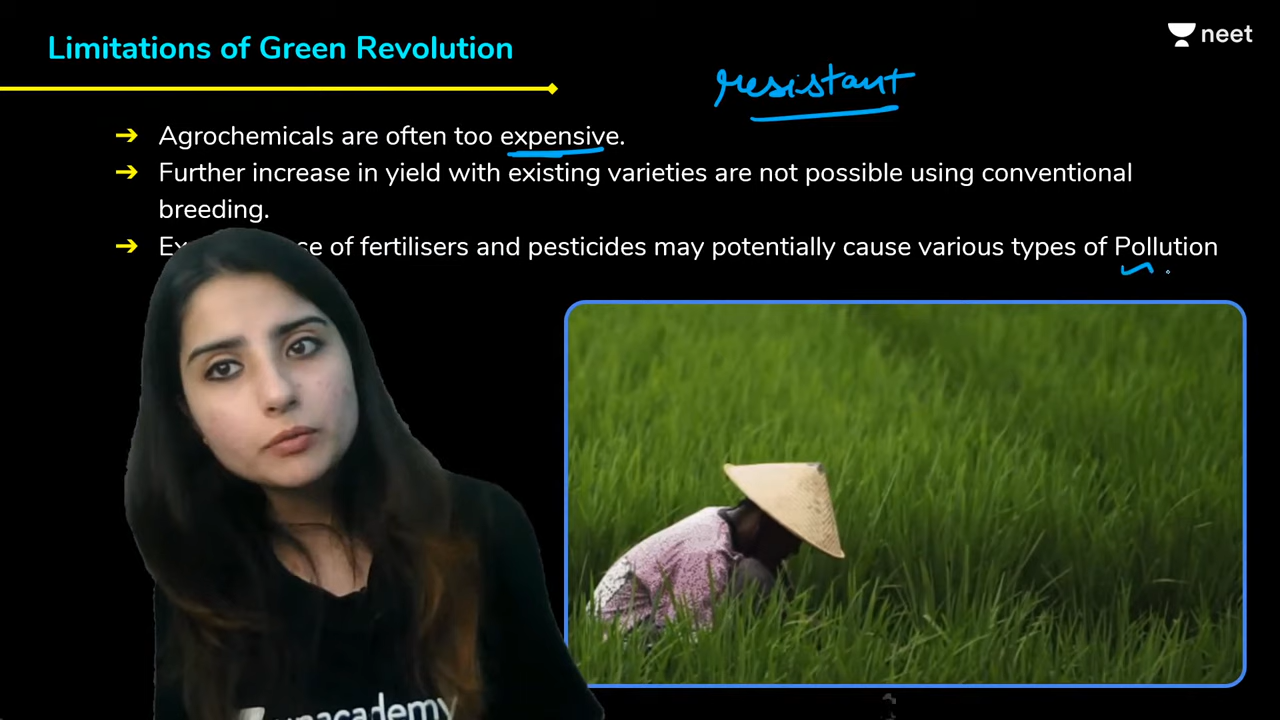 Limitations of Green Revolution
neet
resistant
➔ Agrochemicals are often too expensive.
➔ Further increase in yield with existing varieties are not possible using conventional
breeding.
➔ of fertilisers and pesticides may potentially cause various types of Pollution
unacademy